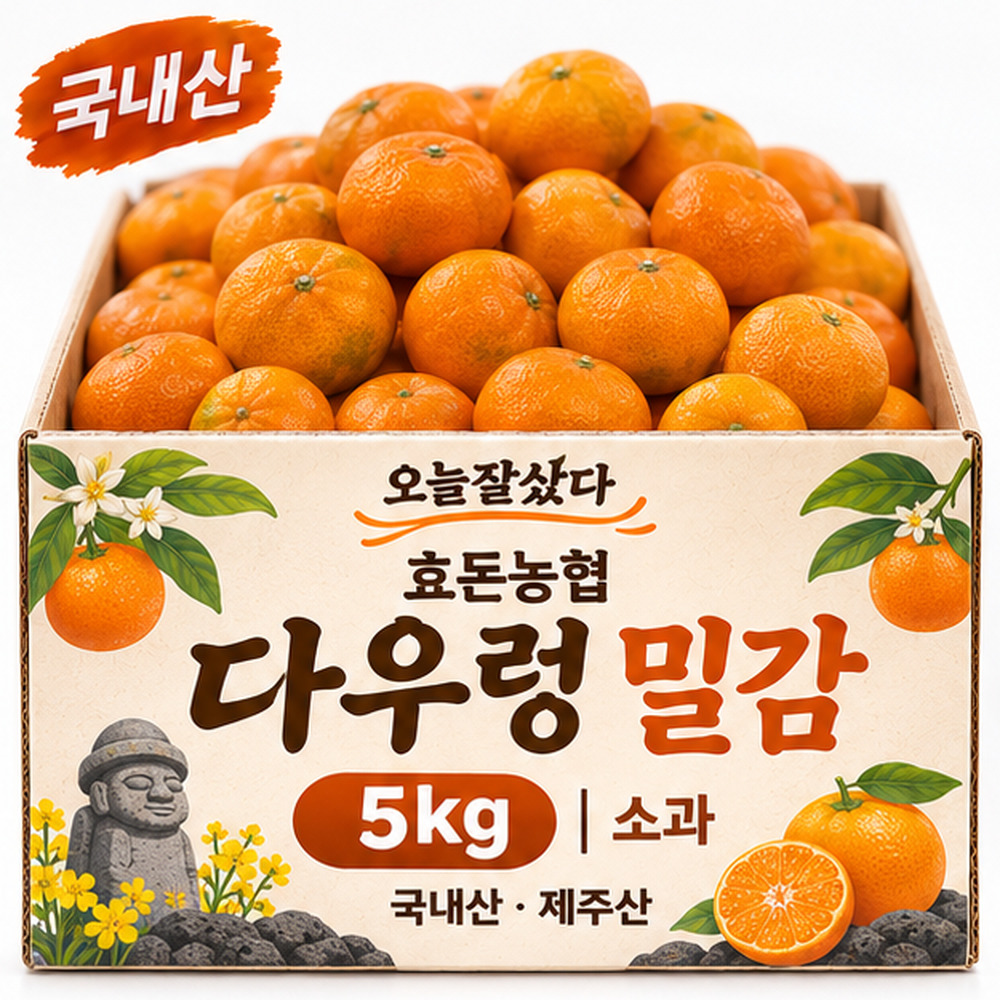 국내산
오늘잘샀다
효돈농협
다우렁 밀감
5kg | 소과
국내산 · 제주산